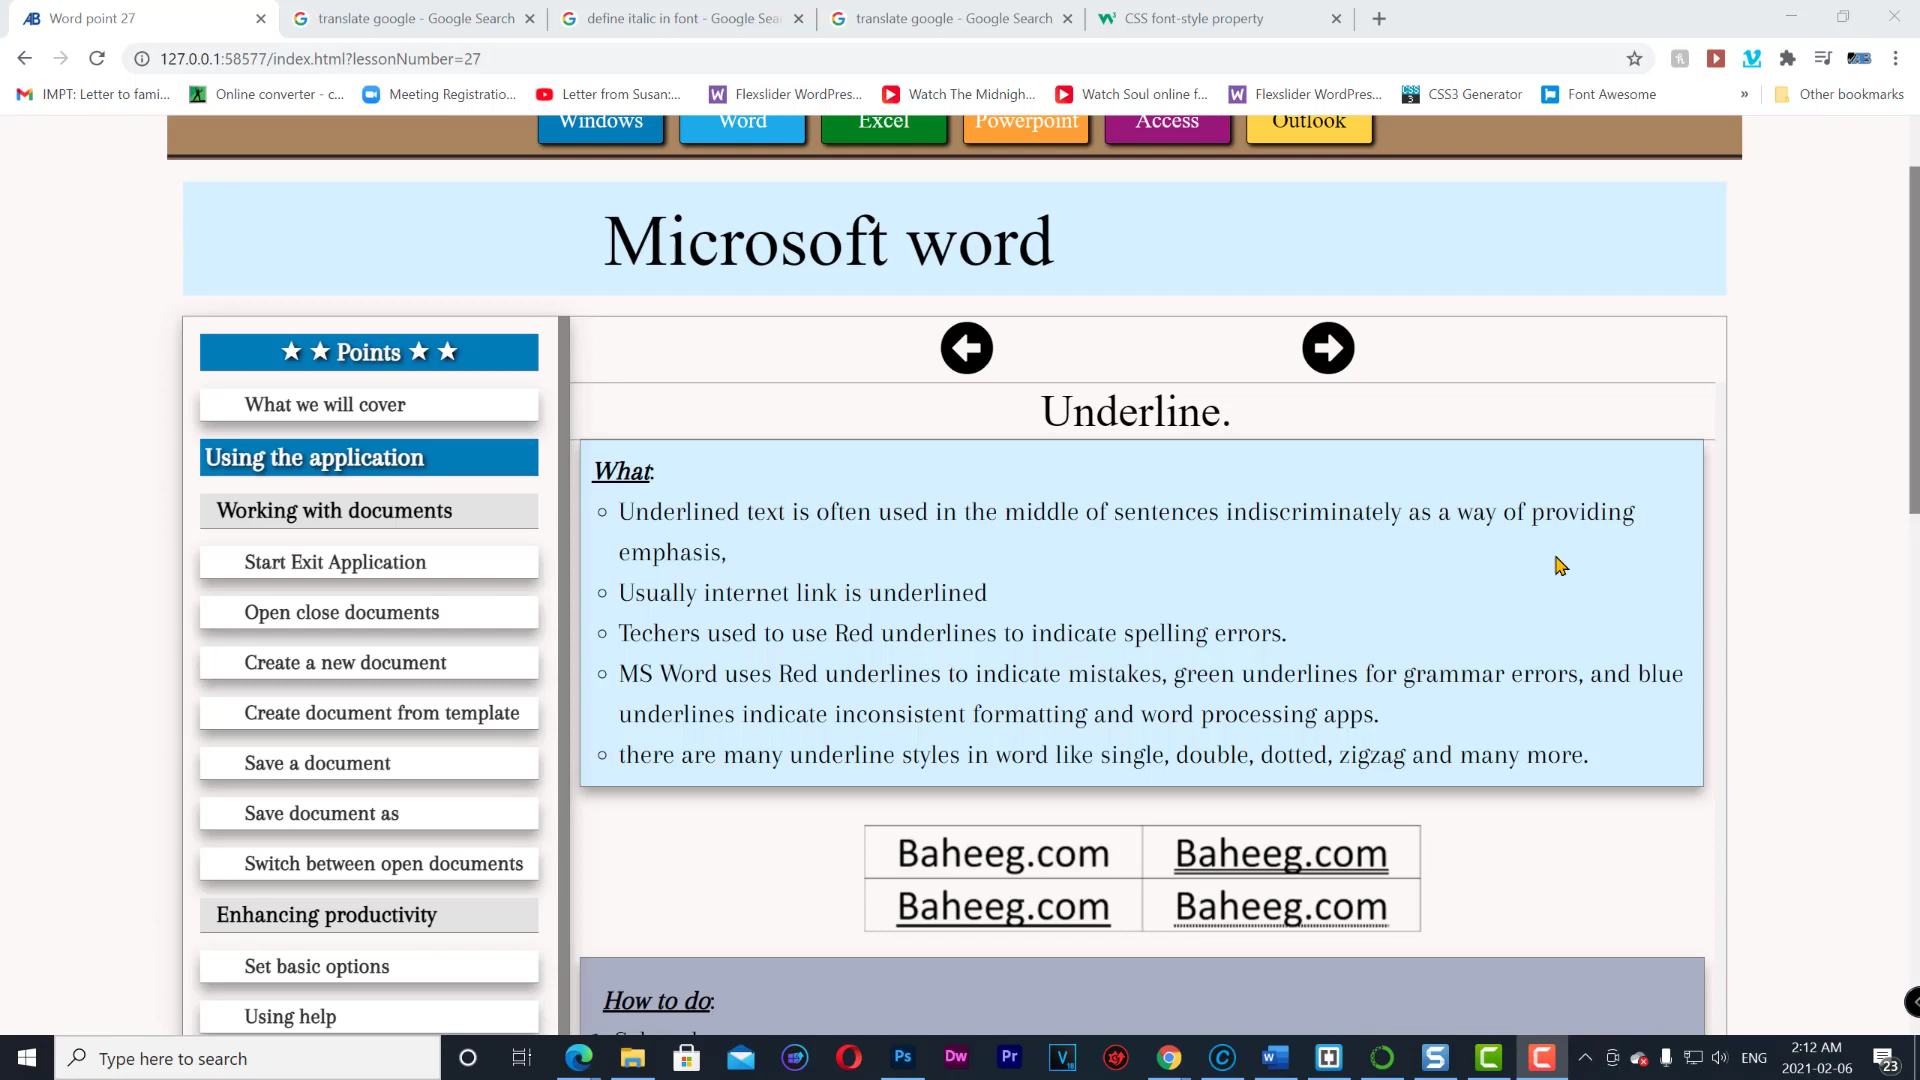 Word point 27
translate google - Google Search
define italic in font - Google Sea
translate google - Google Search
CSS font-style property
127.0.0.1:58577/index.html?lessonNumber=27
IMPT: Letter to fami...
Online converter - c...
Meeting Registratio...
Letter from Susan:...
Flexslider WordPres...
Watch The Midnigh...
Watch Soul online f...
Flexslider WordPres...
CSS3 Generator
Font Awesome
»
Other bookmarks
Windows
Word
Excel
Powerpoint
Access
Outlook
Microsoft word
★ ★ Points ★ ★
What we will cover
Using the application
Working with documents
Start Exit Application
Open close documents
Create a new document
Create document from template
Save a document
Save document as
Switch between open documents
Enhancing productivity
Set basic options
Using help
Underline.
What:
Underlined text is often used in the middle of sentences indiscriminately as a way of providing
emphasis,
Usually internet link is underlined
Techers used to use Red underlines to indicate spelling errors.
MS Word uses Red underlines to indicate mistakes, green underlines for grammar errors, and blue
underlines indicate inconsistent formatting and word processing apps.
there are many underline styles in word like single, double, dotted, zigzag and many more.
Baheeg.com Baheeg.com
Baheeg.com Baheeg.com
How to do:
Type here to search
Ps
Dw
Pr
ENG
2:12 AM
2021-02-06
23